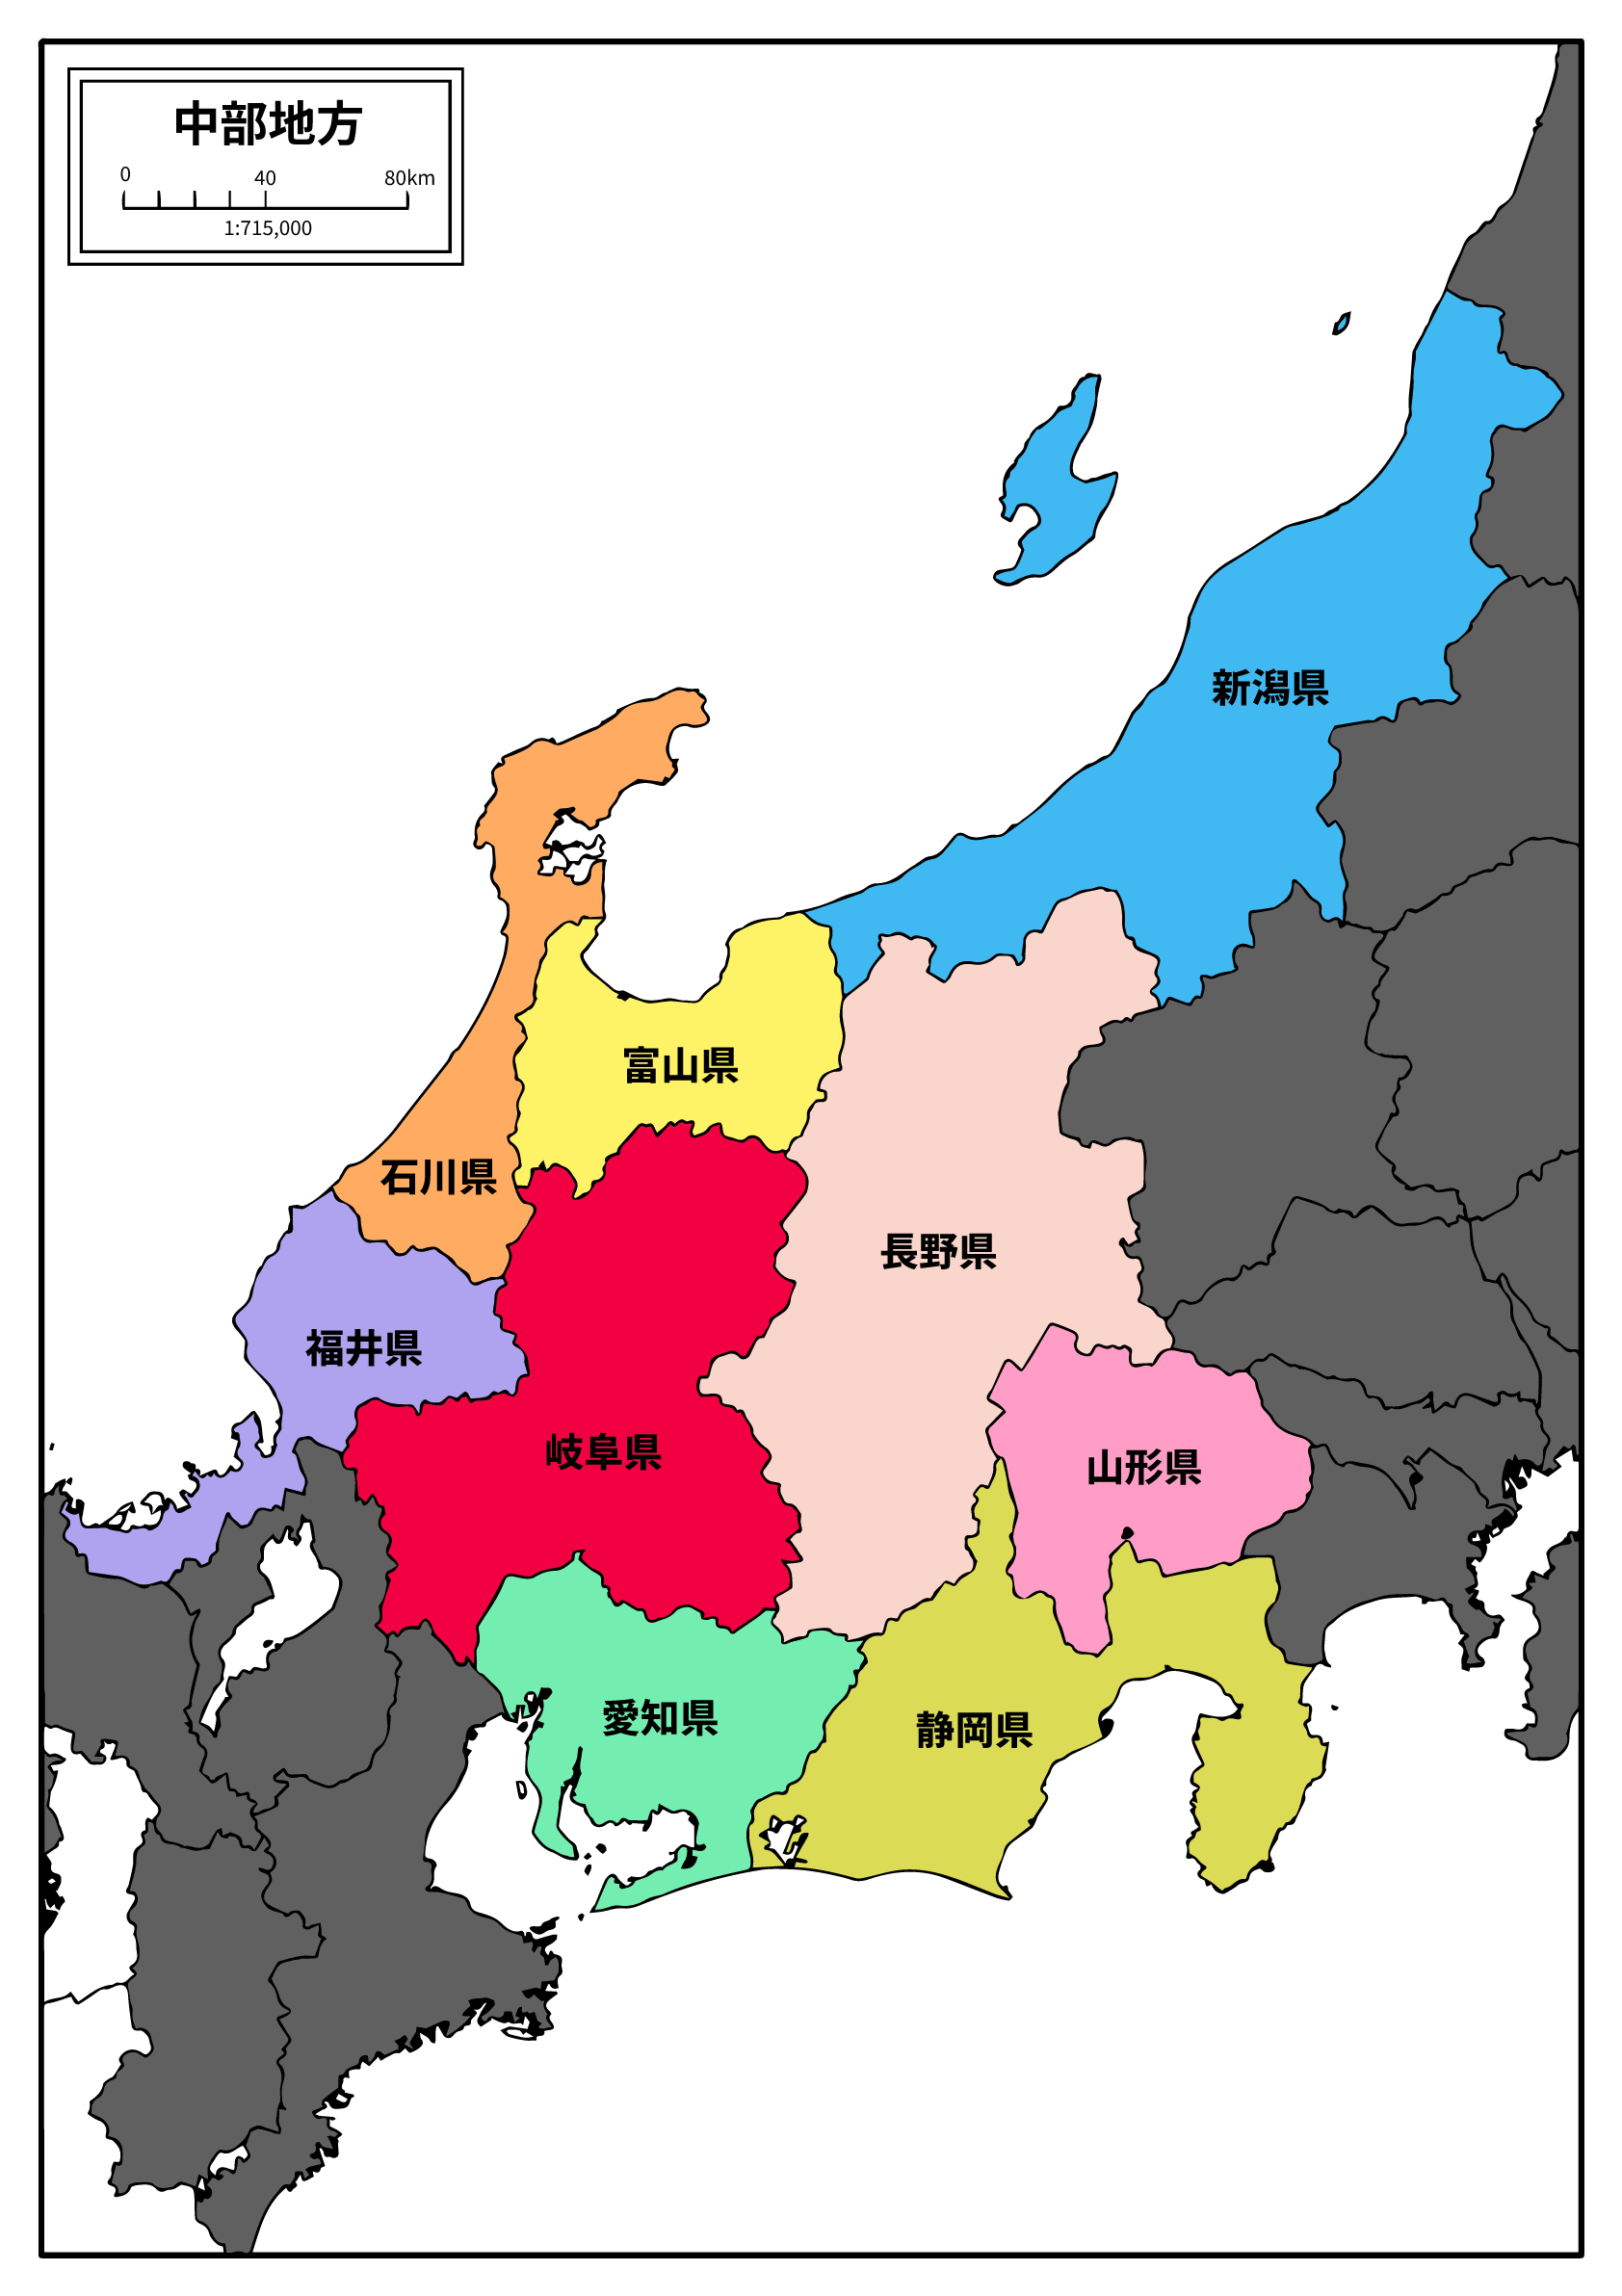 中部地方
0 40 80km
1:715,000
新潟県
富山県
石川県
長野県
福井県
岐阜県
山形県
愛知県
静岡県